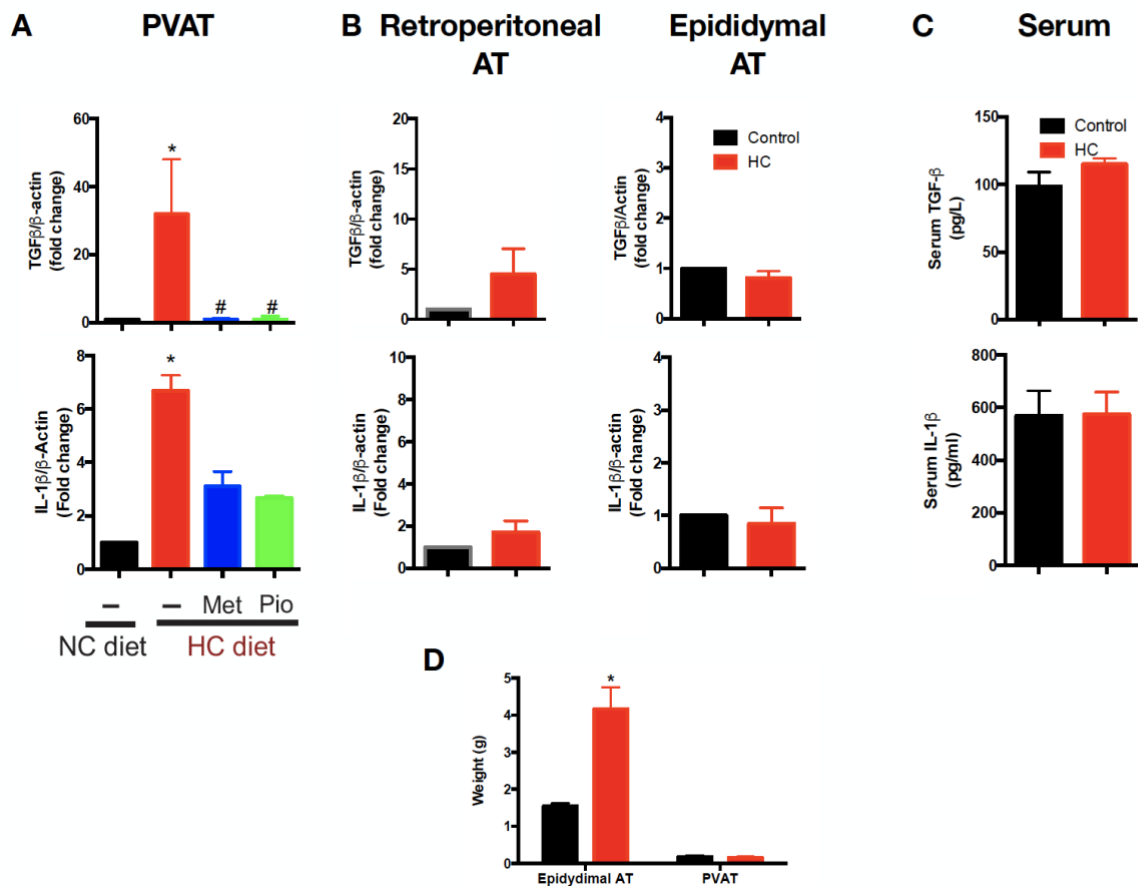 A
PVAT
B
Retroperitoneal
AT
Epididymal
AT
C
Serum
TGFβ/β-actin
(fold change)
60
40
20
0
*
#
#
TGFβ/β-actin
(fold change)
20
15
10
5
0
TGFβ/Actin
(fold change)
4
3
2
1
0
Control
HC
Serum TGF-β
(pg/L)
150
100
50
0
Control
HC
IL-1β/β-Actin
(Fold change)
8
6
4
2
0
*
– – Met Pio
NC diet HC diet
IL-1β/β-actin
(Fold change)
10
8
6
4
2
0
IL-1β/β-actin
(Fold change)
4
3
2
1
0
Serum IL-1β
(pg/ml)
800
600
400
200
0
D
Weight (g)
5
4
3
2
1
0
*
Epidydimal AT PVAT